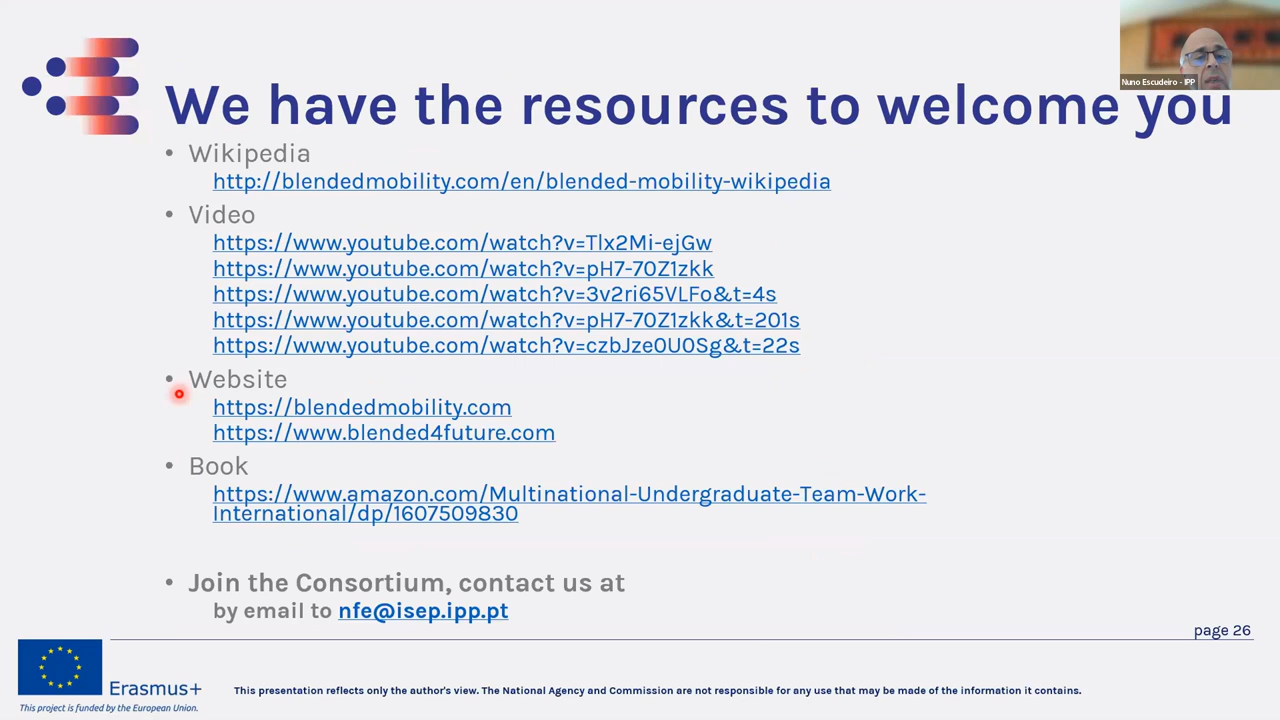 Nuno Escudeiro - IPP
We have the resources to welcome you
• Wikipedia
http://blendedmobility.com/en/blended-mobility-wikipedia
• Video
https://www.youtube.com/watch?v=Tlx2Mi-ejGw
https://www.youtube.com/watch?v=pH7-70Z1zkk
https://www.youtube.com/watch?v=3v2ri65VLFo&t=4s
https://www.youtube.com/watch?v=pH7-70Z1zkk&t=201s
https://www.youtube.com/watch?v=czbJze0U0Sg&t=22s
• Website
https://blendedmobility.com
https://www.blended4future.com
• Book
https://www.amazon.com/Multinational-Undergraduate-Team-Work-
International/dp/1607509830
• Join the Consortium, contact us at
by email to nfe@isep.ipp.pt
page 26
Erasmus+
This project is funded by the European Union.
This presentation reflects only the author's view. The National Agency and Commission are not responsible for any use that may be made of the information it contains.